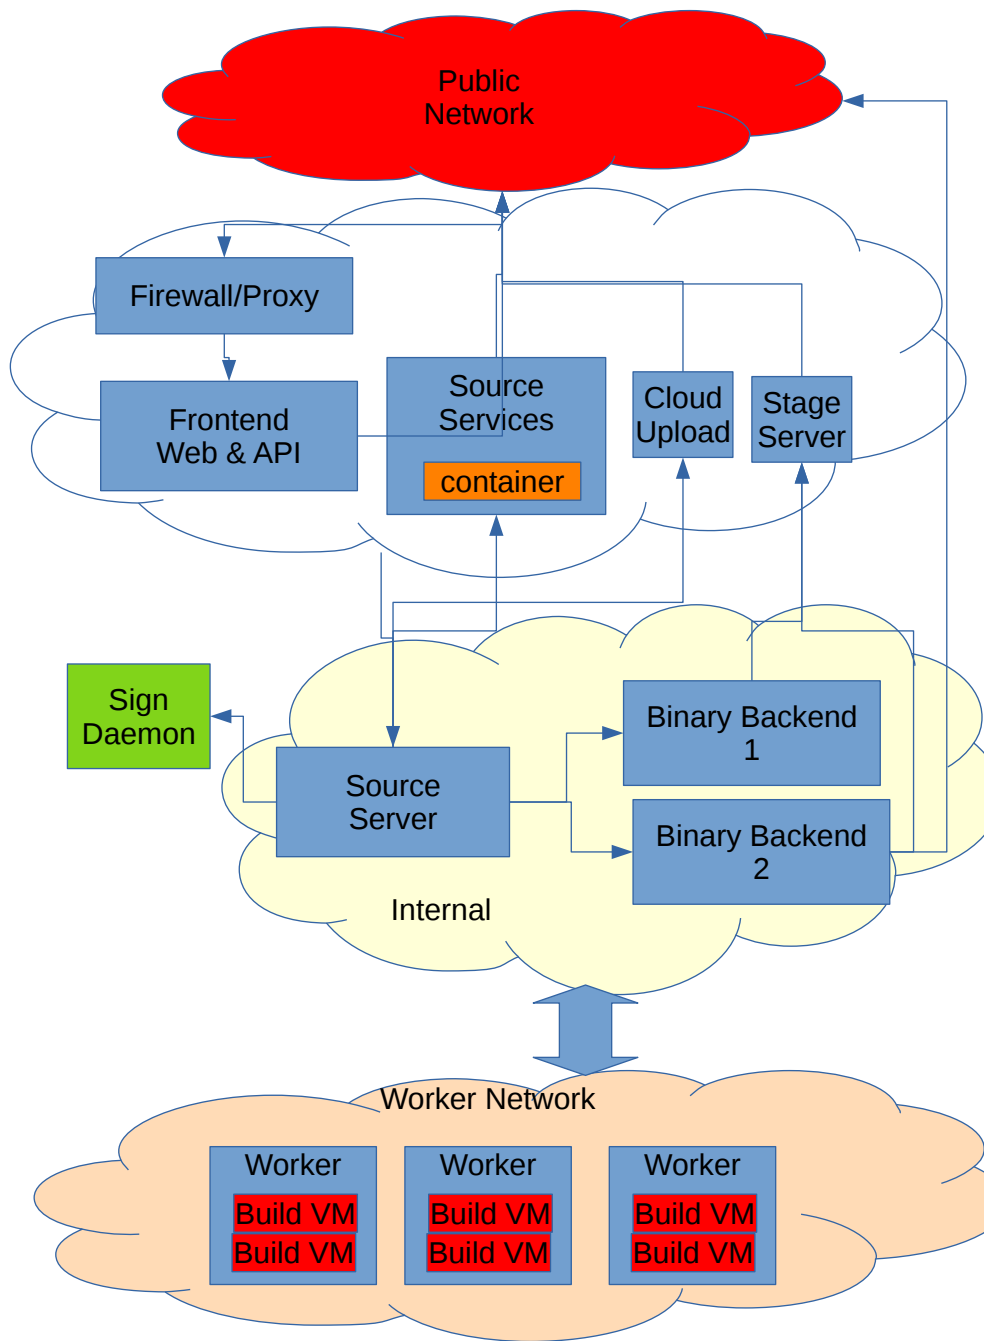 Public
Network
Firewall/Proxy
Frontend
Web & API
Source
Services
container
Cloud
Upload
Stage
Server
Sign
Daemon
Source
Server
Binary Backend
1
Binary Backend
2
Internal
Worker Network
Worker
Build VM
Build VM
Worker
Build VM
Build VM
Worker
Build VM
Build VM